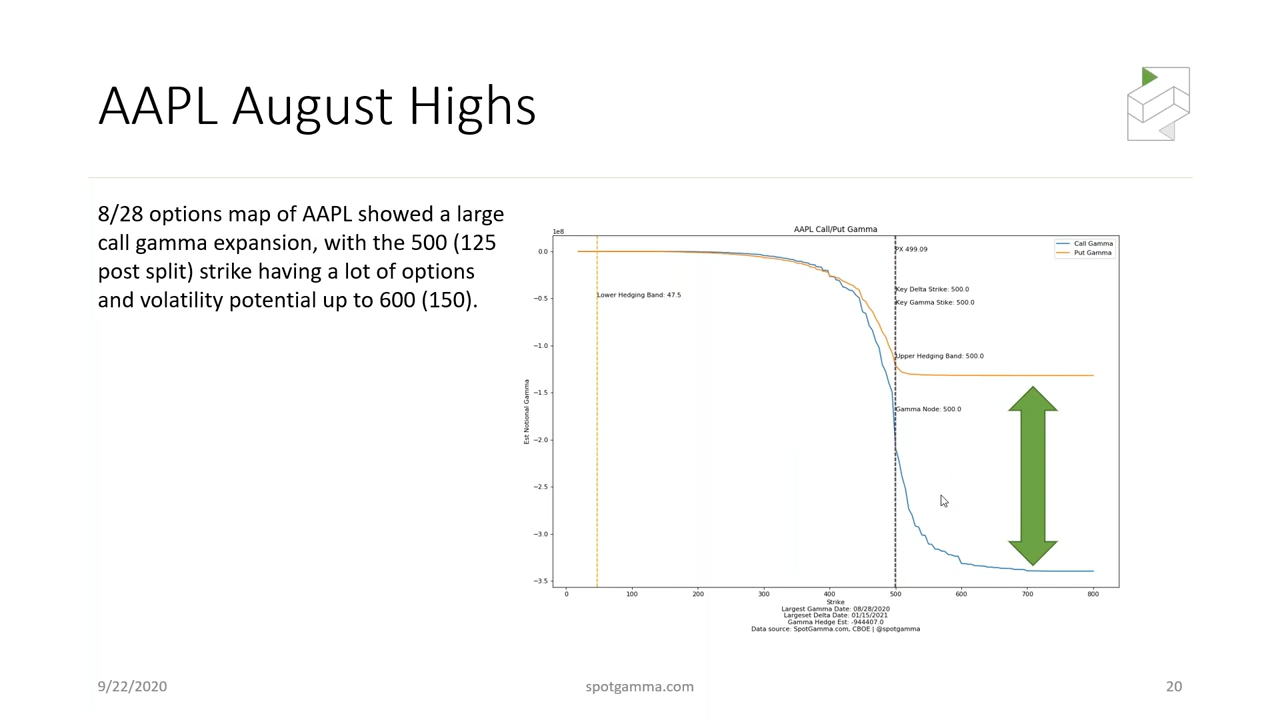 AAPL August Highs
8/28 options map of AAPL showed a large
call gamma expansion, with the 500 (125
post split) strike having a lot of options
and volatility potential up to 600 (150).
AAPL Call/Put Gamma
1e8
PX 499.09
Call Gamma
Put Gamma
Lower Hedging Band: 47.5
Key Delta Strike: 500.0
Key Gamma Stike: 500.0
Upper Hedging Band: 500.0
Gamma Node: 500.0
Est Notional Gamma
0.0
−0.5
−1.0
−1.5
−2.0
−2.5
−3.0
−3.5
0 100 200 300 400 500 600 700 800
Strike
Largest Gamma Date: 08/28/2020
Largeset Delta Date: 01/15/2021
Gamma Hedge Est: -944407.0
Data source: SpotGamma.com, CBOE | @spotgamma
9/22/2020
spotgamma.com
20